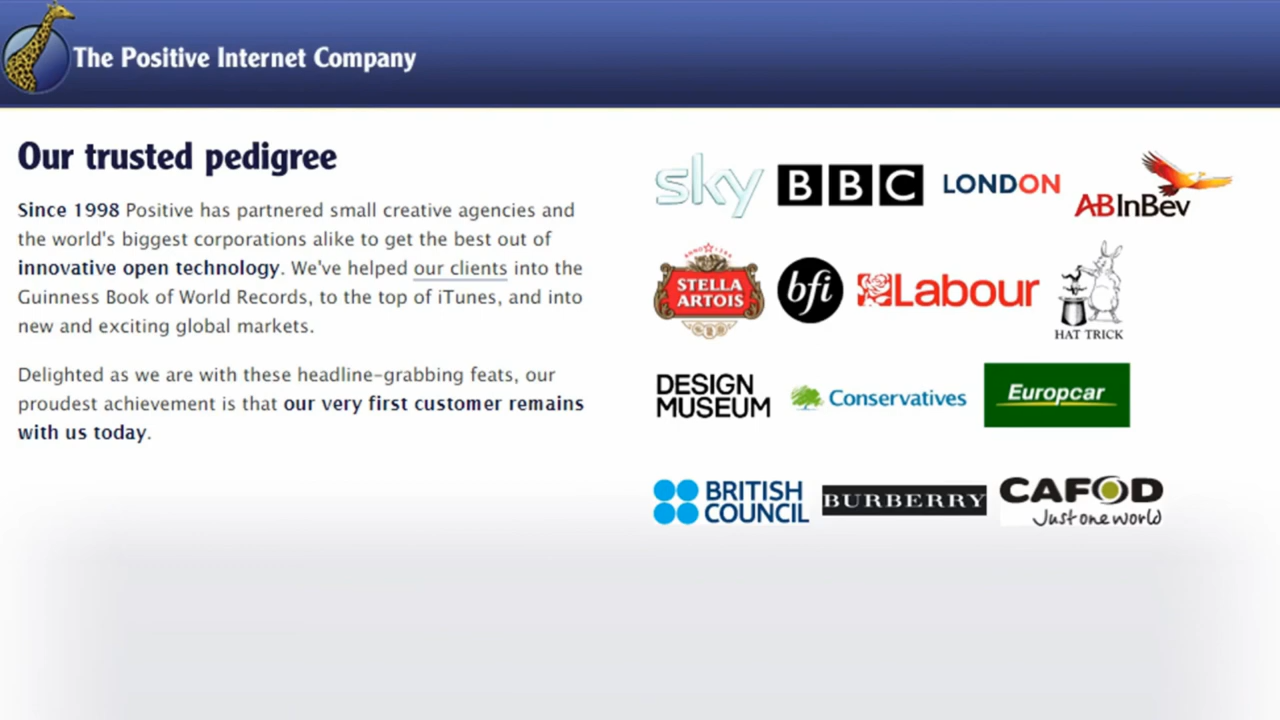 The Positive Internet Company
Our trusted pedigree
Since 1998 Positive has partnered small creative agencies and
the world's biggest corporations alike to get the best out of
innovative open technology. We've helped our clients into the
Guinness Book of World Records, to the top of iTunes, and into
new and exciting global markets.
Delighted as we are with these headline-grabbing feats, our
proudest achievement is that our very first customer remains
with us today.
sky
BBC
LONDON
ABInBev
STELLA
ARTOIS
bfi
Labour
HAT TRICK
DESIGN
MUSEUM
Conservatives
Europcar
BRITISH
COUNCIL
BURBERRY
CAFOD
Just one world